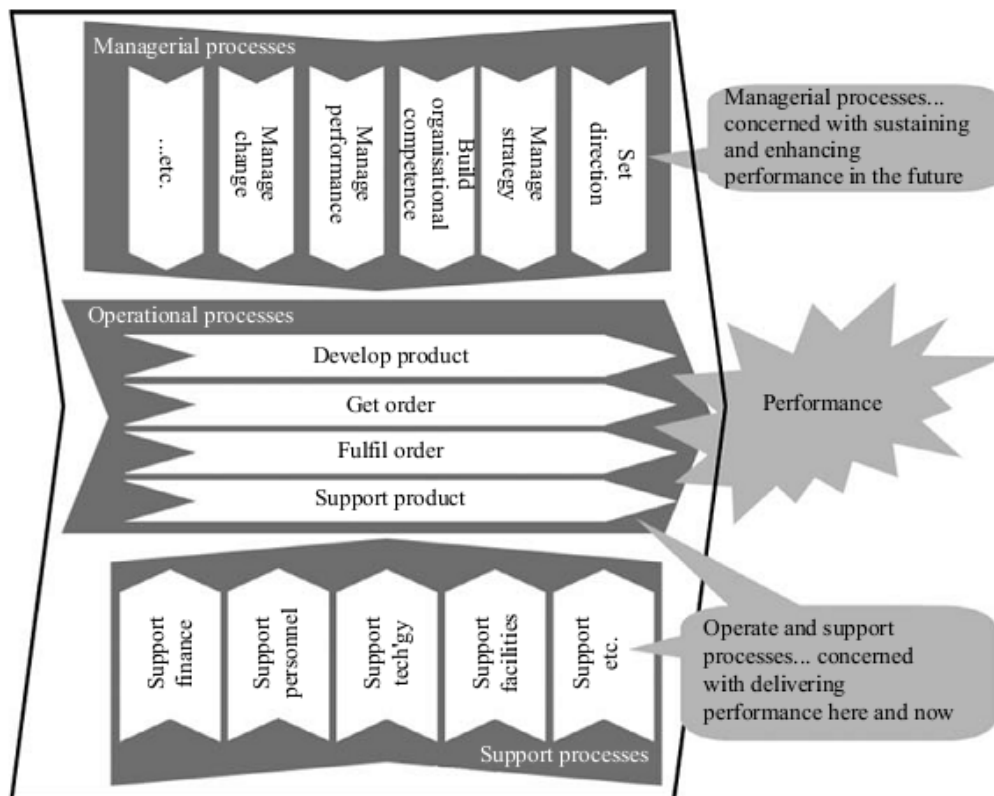 Managerial processes
...etc.
Manage
change
Manage
performance
Build
organisational
competence
Manage
strategy
Set
direction
Managerial processes...
concerned with sustaining
and enhancing
performance in the future
Operational processes
Develop product
Get order
Fulfil order
Support product
Performance
Support
finance
Support
personnel
Support
tech'gy
Support
facilities
Support
etc.
Support processes
Operate and support
processes... concerned
with delivering
performance here and now